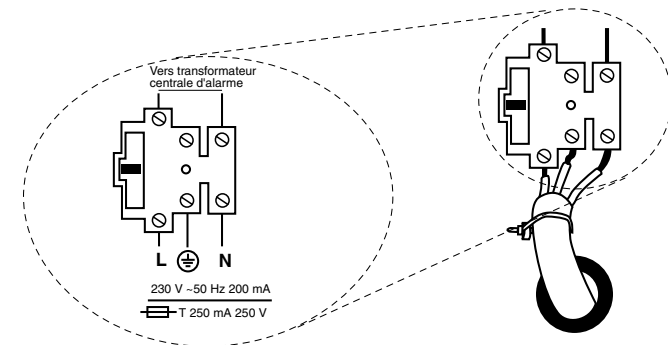 Vers transformateur
centrale d'alarme
L N
230 V ~50 Hz 200 mA
T 250 mA 250 V